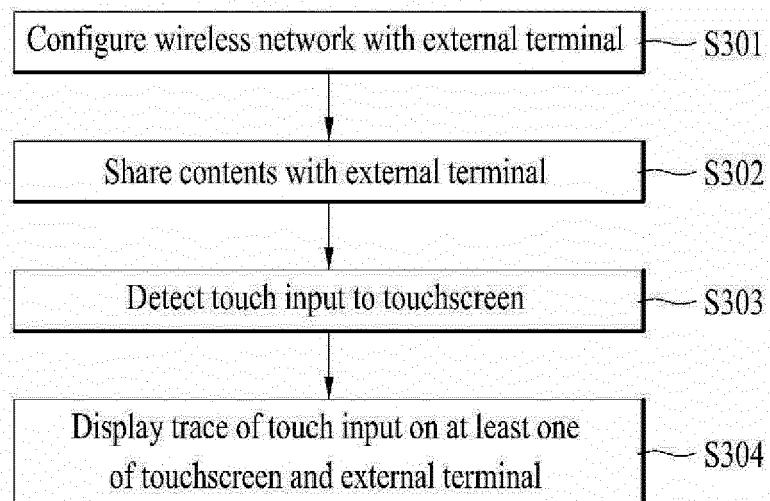 Configure wireless network with external terminal
S301
Share contents with external terminal
S302
Detect touch input to touchscreen
S303
Display trace of touch input on at least one
of touchscreen and external terminal
S304